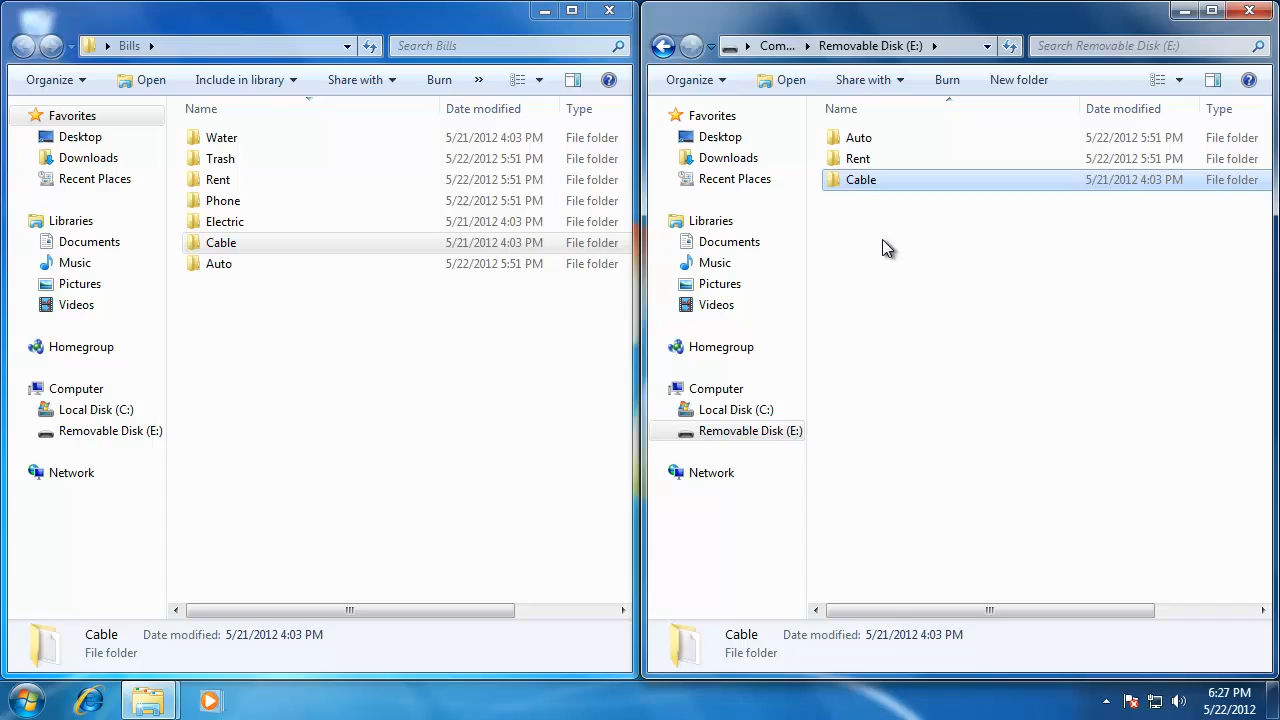 Bills
Search Bills
Organize Open Include in library Share with Burn »
Favorites
Desktop
Downloads
Recent Places
Libraries
Documents
Music
Pictures
Videos
Homegroup
Computer
Local Disk (C:)
Removable Disk (E:)
Network
Name Date modified Type
Water 5/21/2012 4:03 PM File folder
Trash 5/22/2012 5:51 PM File folder
Rent 5/22/2012 5:51 PM File folder
Phone 5/22/2012 5:51 PM File folder
Electric 5/21/2012 4:03 PM File folder
Cable 5/21/2012 4:03 PM File folder
Auto 5/22/2012 5:51 PM File folder
Cable Date modified: 5/21/2012 4:03 PM
File folder
Com... Removable Disk (E:)
Search Removable Disk (E:)
Organize Open Share with Burn New folder
Favorites
Desktop
Downloads
Recent Places
Libraries
Documents
Music
Pictures
Videos
Homegroup
Computer
Local Disk (C:)
Removable Disk (E:)
Network
Name Date modified Type
Auto 5/22/2012 5:51 PM File folder
Rent 5/22/2012 5:51 PM File folder
Cable 5/21/2012 4:03 PM File folder
Cable Date modified: 5/21/2012 4:03 PM
File folder
6:27 PM
5/22/2012